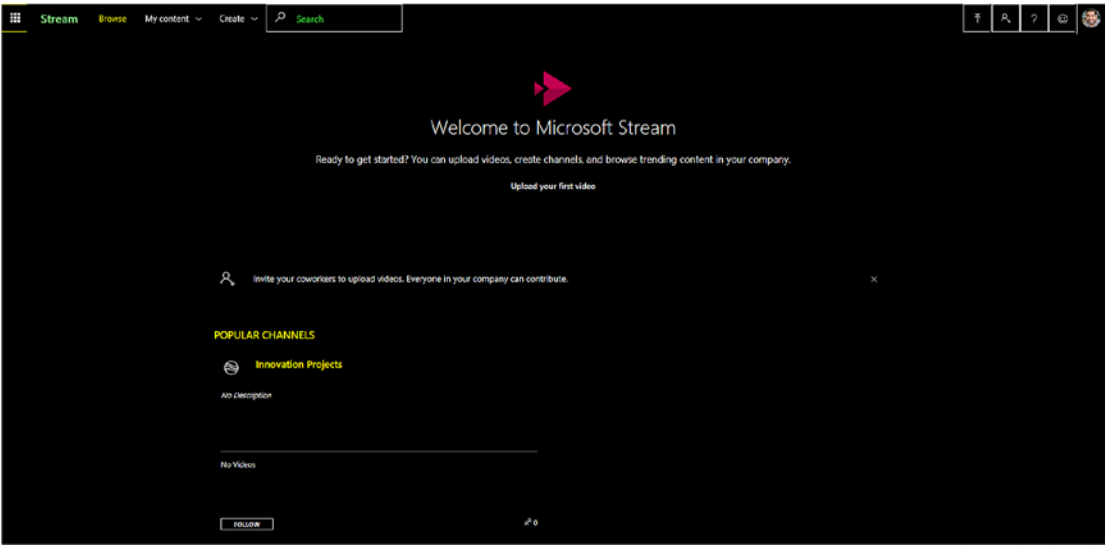 Stream Browse My content Create Search ?
Welcome to Microsoft Stream
Ready to get started? You can upload videos, create channels, and browse trending content in your company.
Upload your first video
Invite your coworkers to upload videos. Everyone in your company can contribute.
POPULAR CHANNELS
Innovation Projects
No Description
No Videos
FOLLOW 0